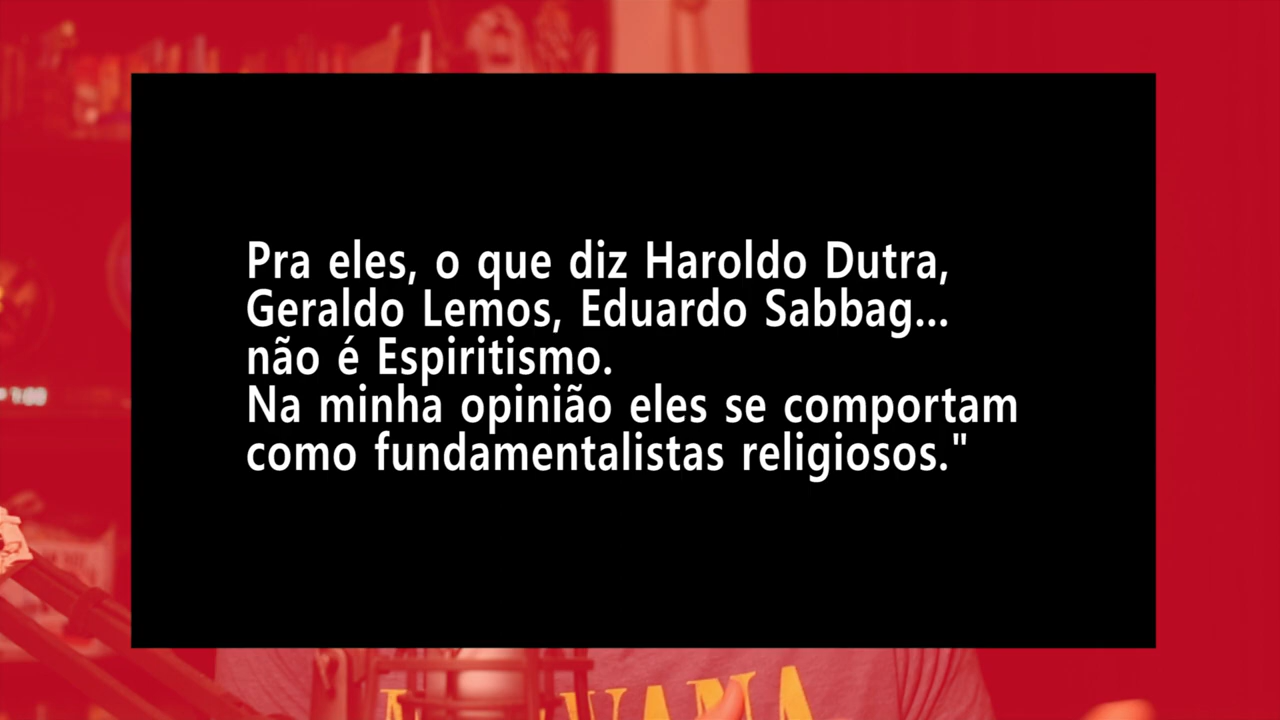 Pra eles, o que diz Haroldo Dutra,
Geraldo Lemos, Eduardo Sabbag...
não é Espiritismo.
Na minha opinião eles se comportam
como fundamentalistas religiosos."